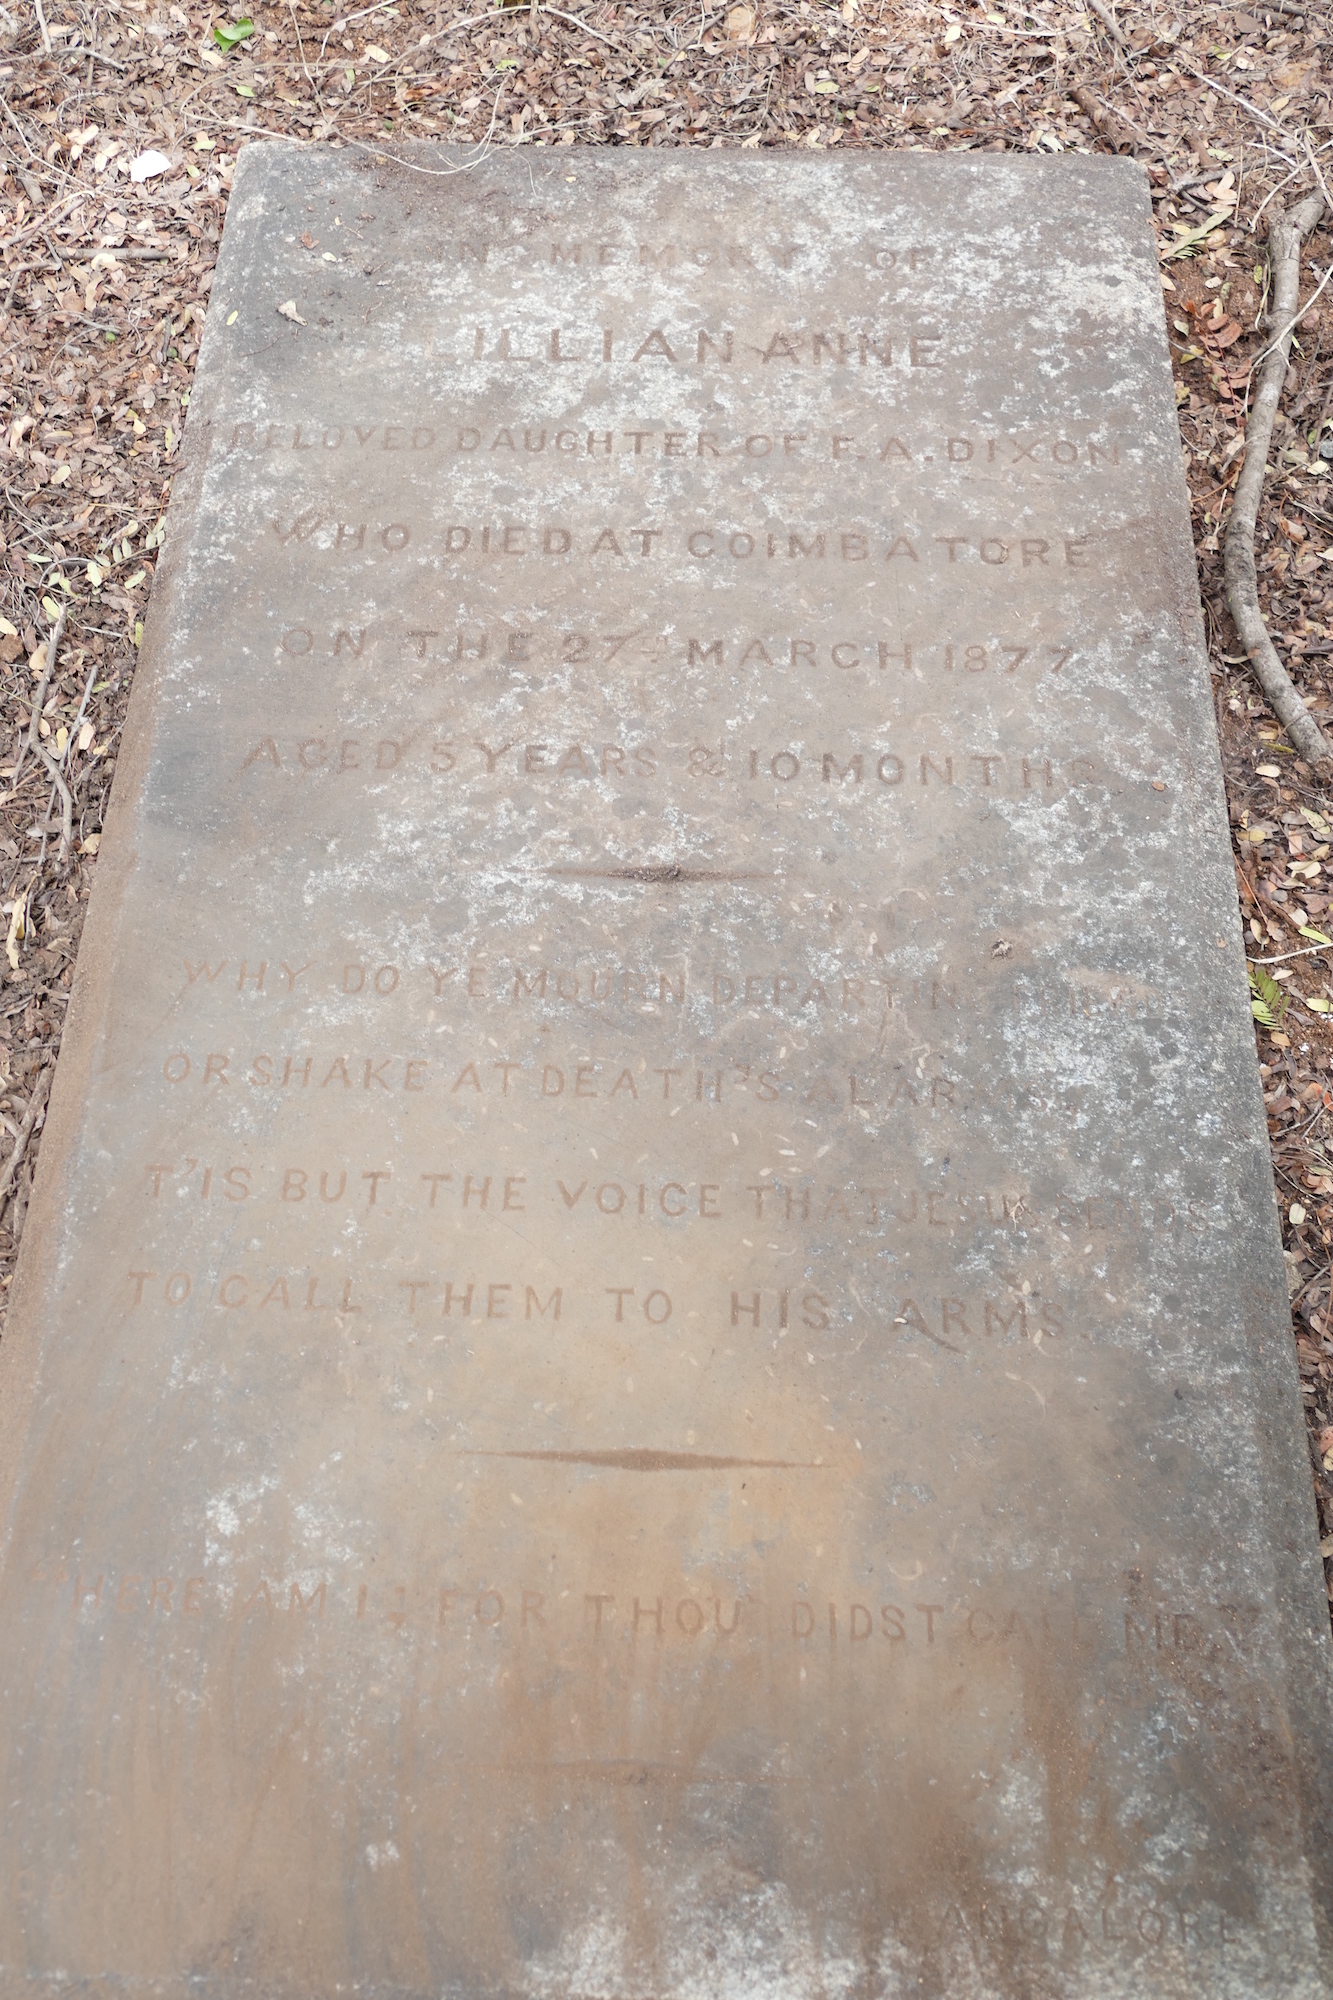 IN MEMORY OF
LILLIAN ANNE
BELOVED DAUGHTER OF F. A. DIXON
WHO DIED AT COIMBATORE
ON THE 27TH MARCH 1877
AGED 5 YEARS & 10 MONTHS
WHY DO YE MOURN DEPARTING
OR SHAKE AT DEATH'S ALARMS
T'IS BUT THE VOICE THAT JESUS SENDS
TO CALL THEM TO HIS ARMS
"HERE AM I; FOR THOU DIDST CALL ME."
BANGALORE